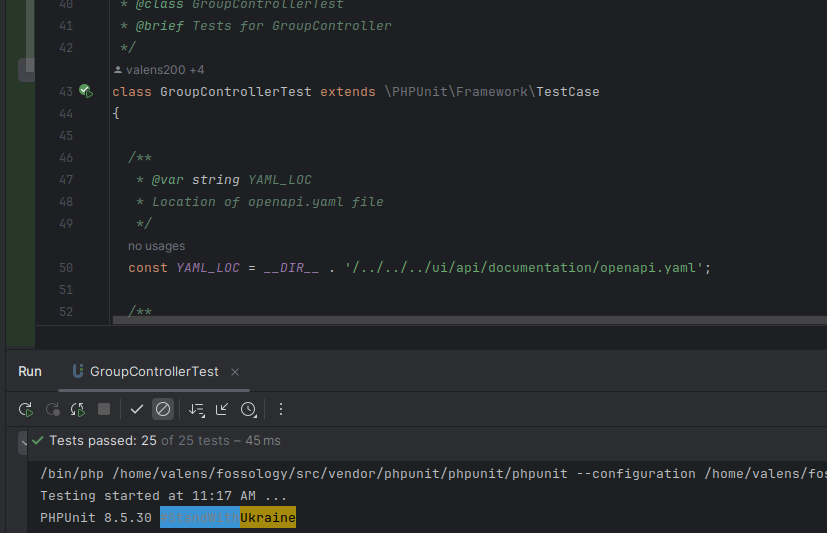 40 * @class GroupControllerTest
41 * @brief Tests for GroupController
42 */
valens200 +4
43 class GroupControllerTest extends \PHPUnit\Framework\TestCase
44 {
45
46 /**
47 * @var string YAML_LOC
48 * Location of openapi.yaml file
49 */
no usages
50 const YAML_LOC = __DIR__ . '/../../../ui/api/documentation/openapi.yaml';
51
52 /**
Run GroupControllerTest
Tests passed: 25 of 25 tests – 45 ms
/bin/php /home/valens/fossology/src/vendor/phpunit/phpunit/phpunit --configuration /home/valens/fos
Testing started at 11:17 AM ...
PHPUnit 8.5.30 #StandWithUkraine